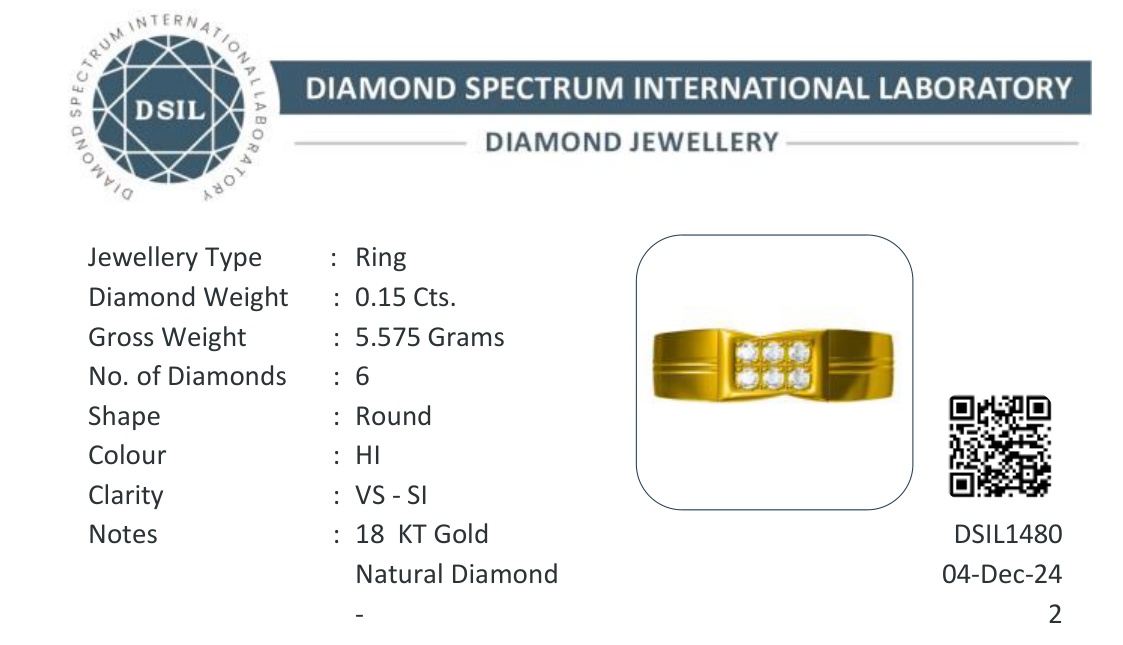 DIAMOND SPECTRUM INTERNATIONAL LABORATORY
DSIL
DIAMOND SPECTRUM INTERNATIONAL LABORATORY
DIAMOND JEWELLERY
Jewellery Type : Ring
Diamond Weight : 0.15 Cts.
Gross Weight : 5.575 Grams
No. of Diamonds : 6
Shape : Round
Colour : HI
Clarity : VS - SI
Notes : 18 KT Gold
Natural Diamond
-
DSIL1480
04-Dec-24
2